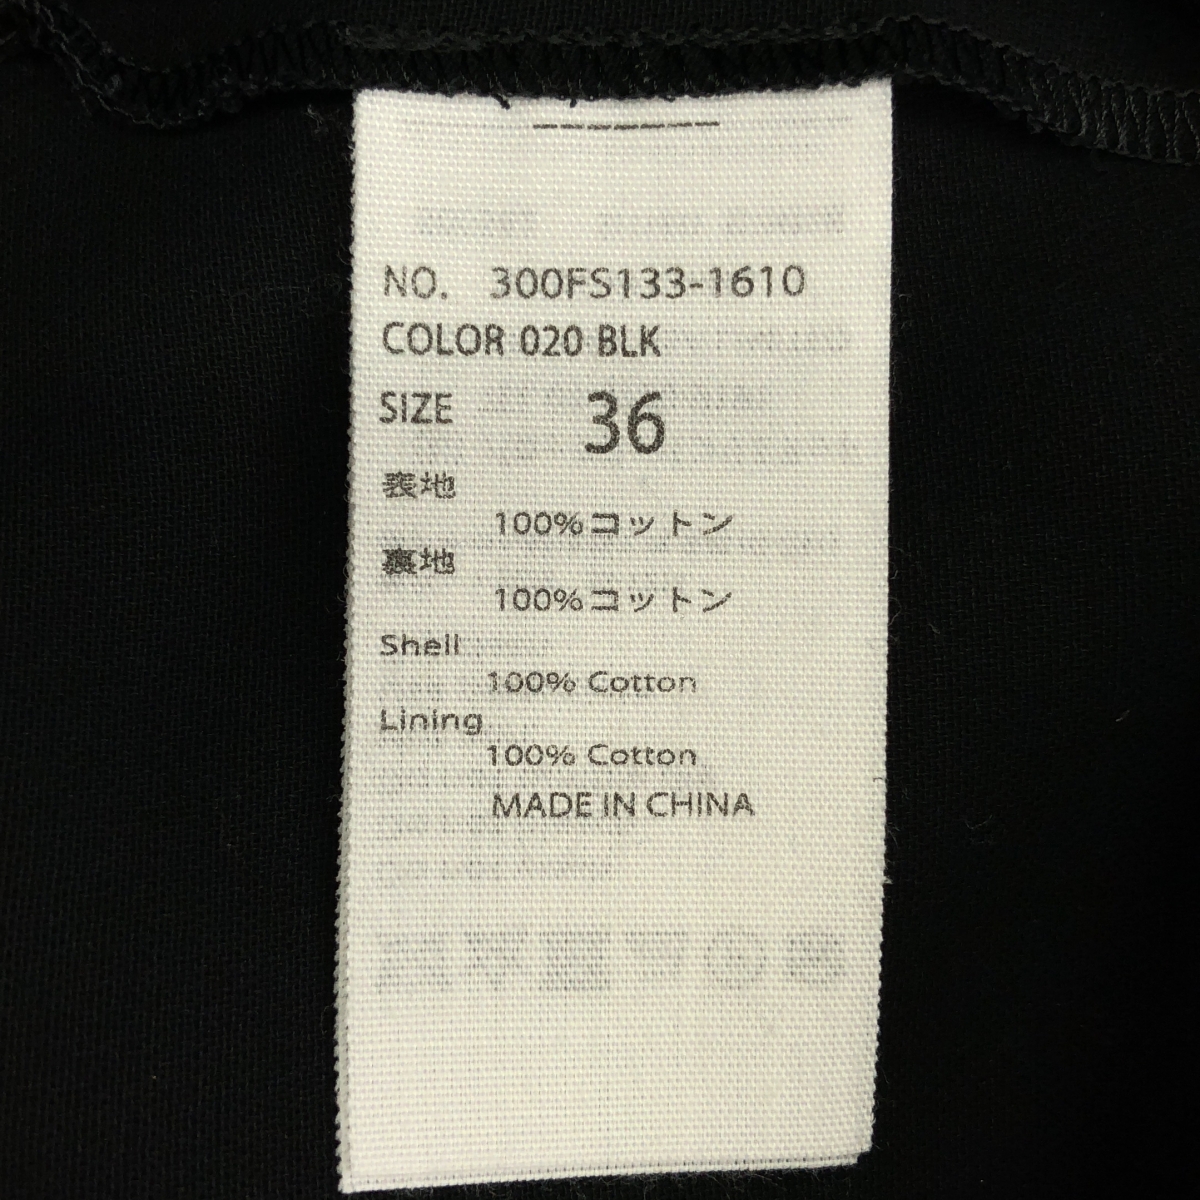 NO. 300FS133-1610
COLOR 020 BLK
SIZE 36
表地
100%コットン
裏地
100%コットン
Shell
100% Cotton
Lining
100% Cotton
MADE IN CHINA